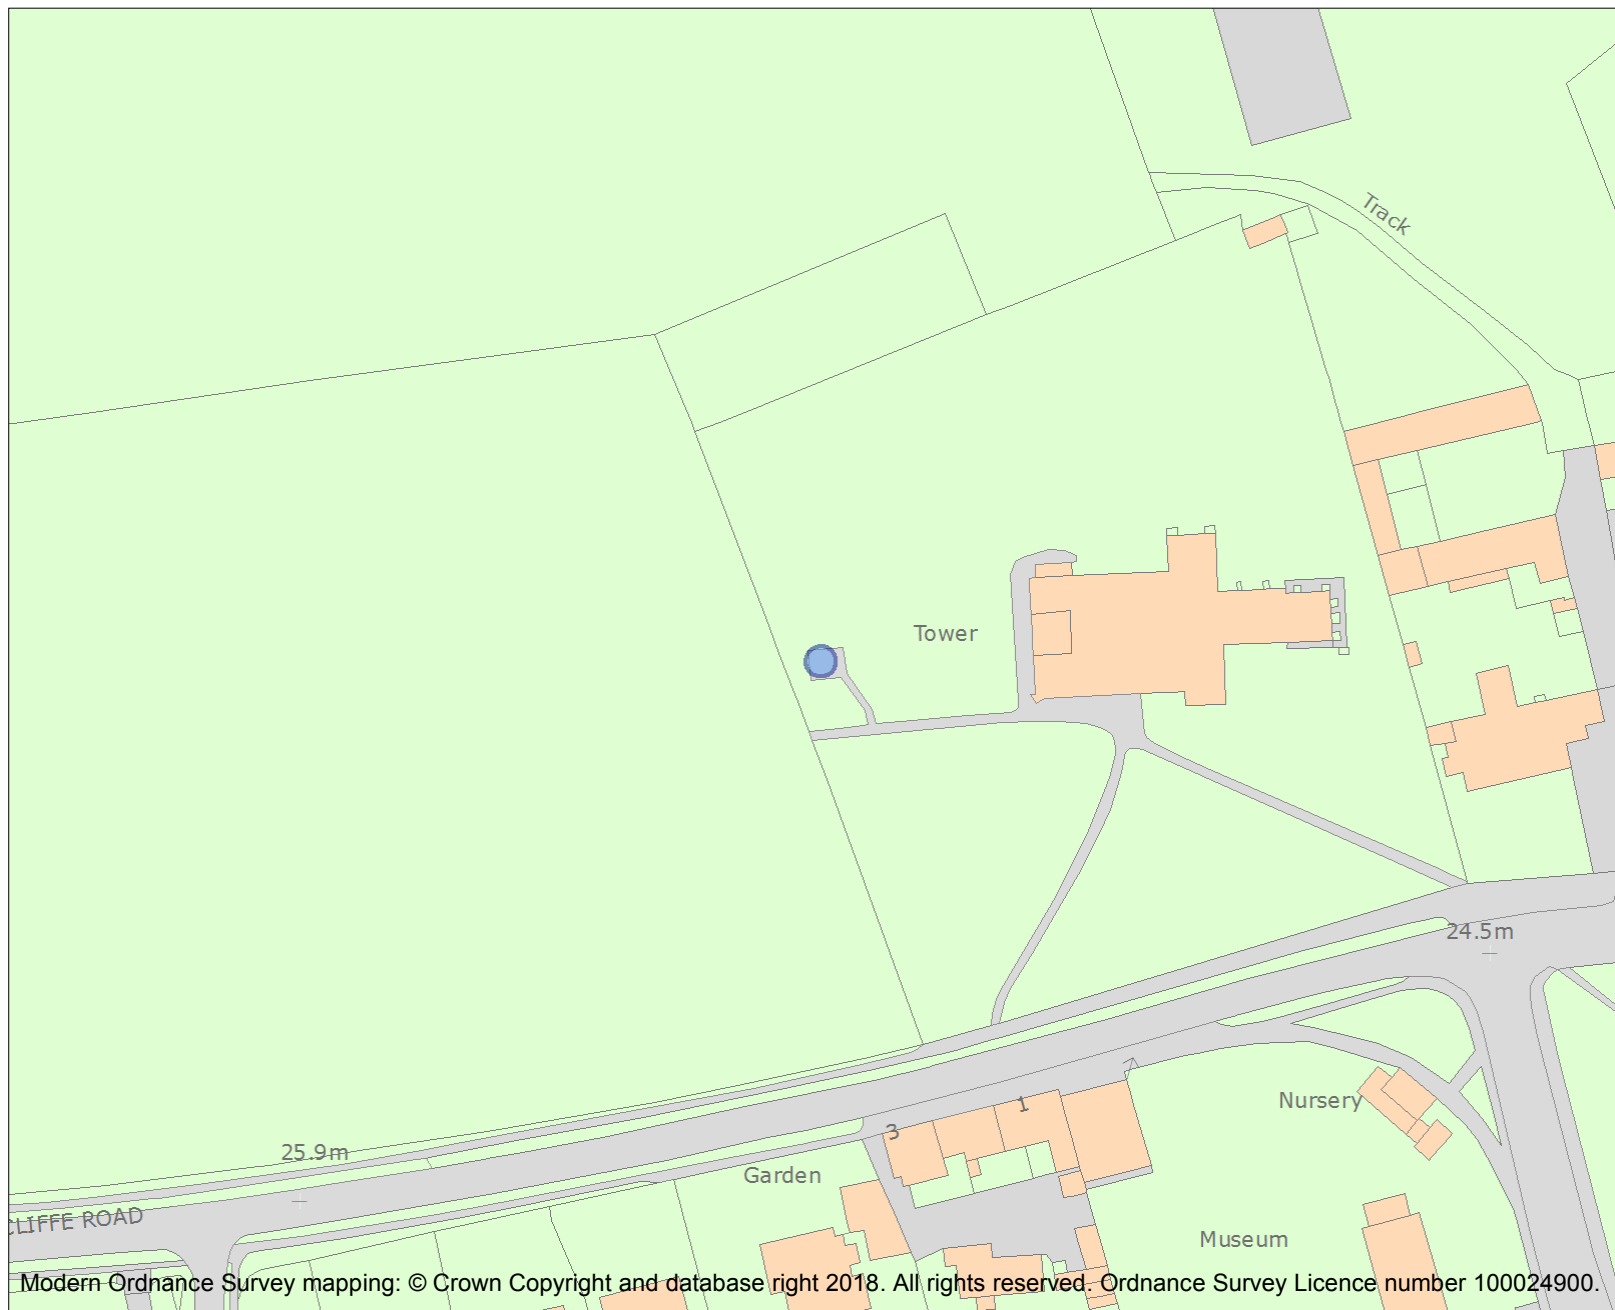 Track
Tower
24.5m
Nursery
1
3
25.9m
Garden
CLIFFE ROAD
Museum
Modern Ordnance Survey mapping: © Crown Copyright and database right 2018. All rights reserved. Ordnance Survey Licence number 100024900.